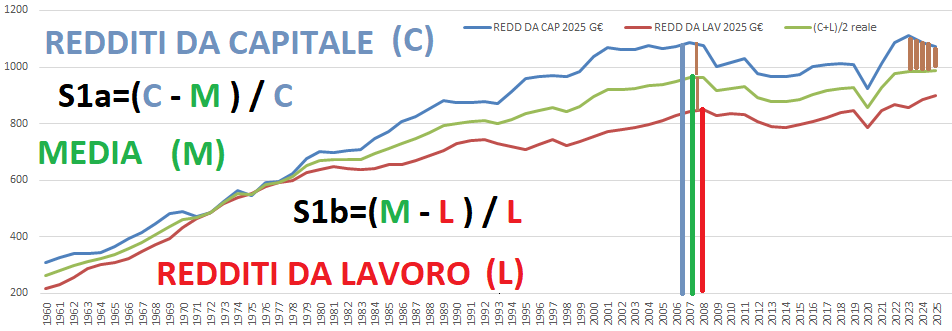 REDD DA CAP 2025 G€ REDD DA LAV 2025 G€ (C+L)/2 reale
REDDITI DA CAPITALE (C)
S1a=(C - M ) / C
MEDIA (M)
S1b=(M - L ) / L
REDDITI DA LAVORO (L)
1200
1000
800
600
400
200
1960 1961 1962 1963 1964 1965 1966 1967 1968 1969 1970 1971 1972 1973 1974 1975 1976 1977 1978 1979 1980 1981 1982 1983 1984 1985 1986 1987 1988 1989 1990 1991 1992 1993 1994 1995 1996 1997 1998 1999 2000 2001 2002 2003 2004 2005 2006 2007 2008 2009 2010 2011 2012 2013 2014 2015 2016 2017 2018 2019 2020 2021 2022 2023 2024 2025